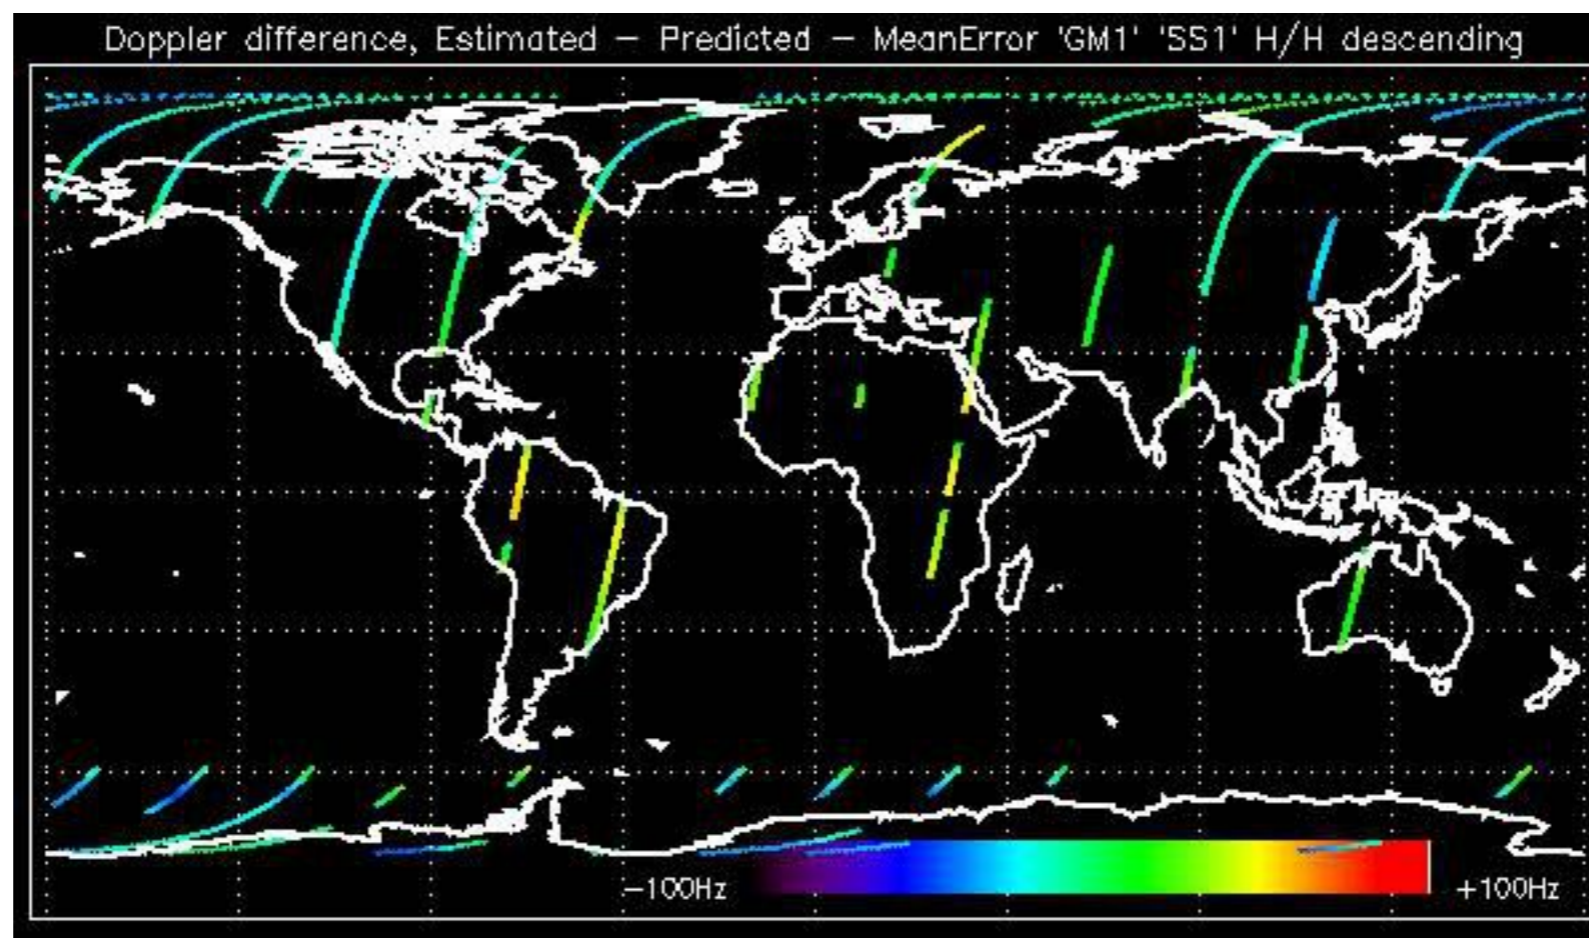 Doppler difference, Estimated - Predicted - MeanError 'GM1' 'SS1' H/H descending
-100Hz +100Hz